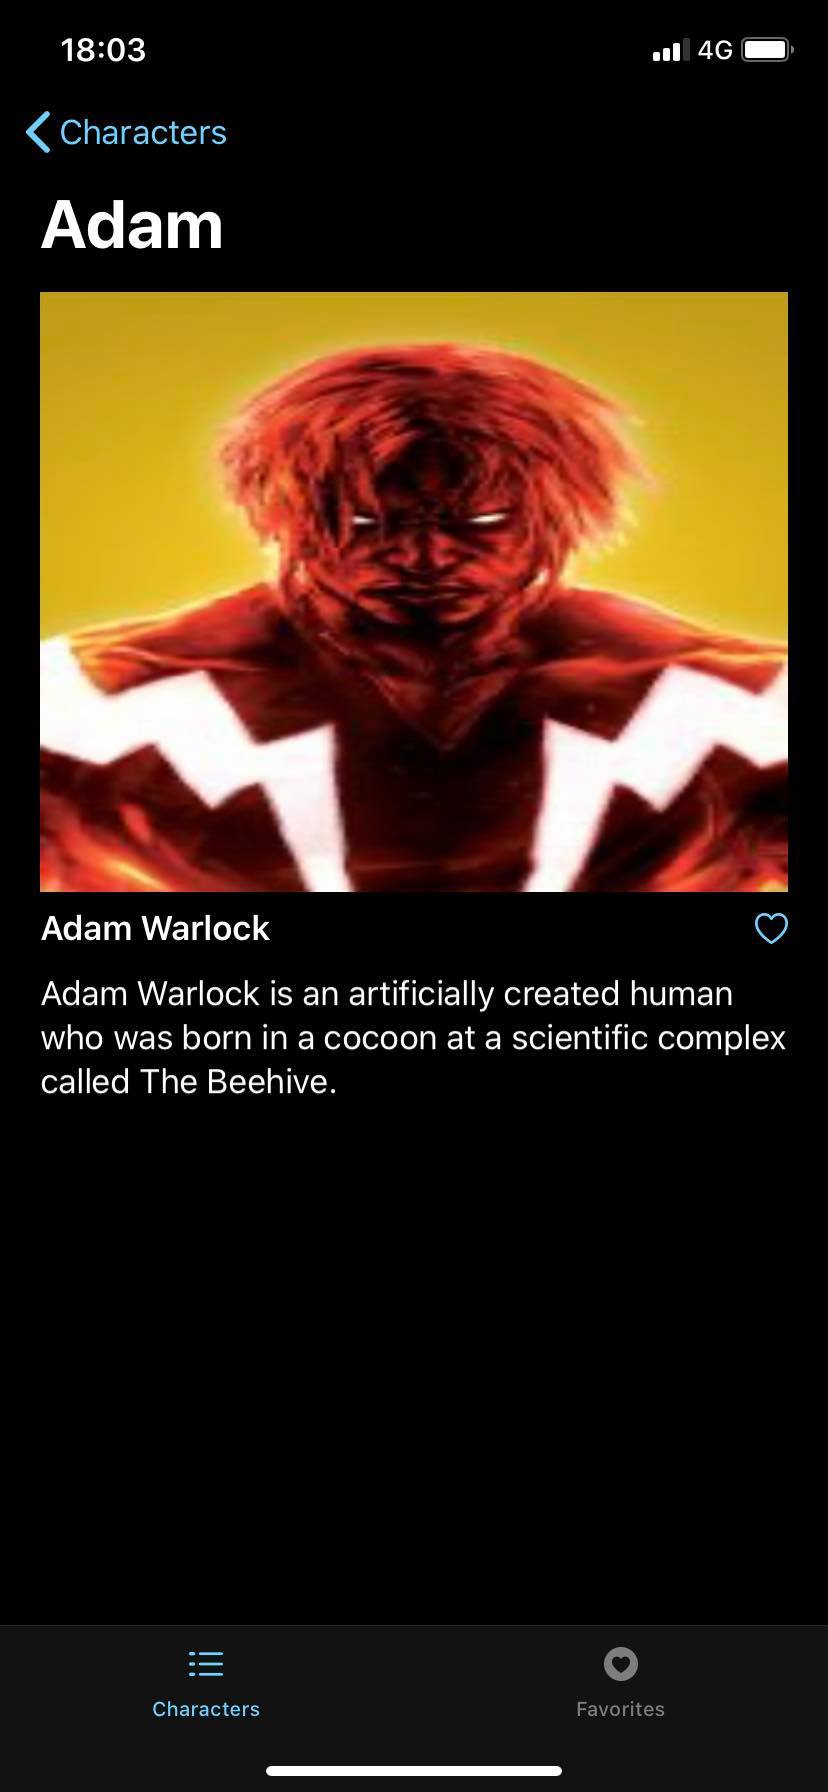 18:03
4G
Characters
Adam
Adam Warlock
Adam Warlock is an artificially created human
who was born in a cocoon at a scientific complex
called The Beehive.
Characters
Favorites